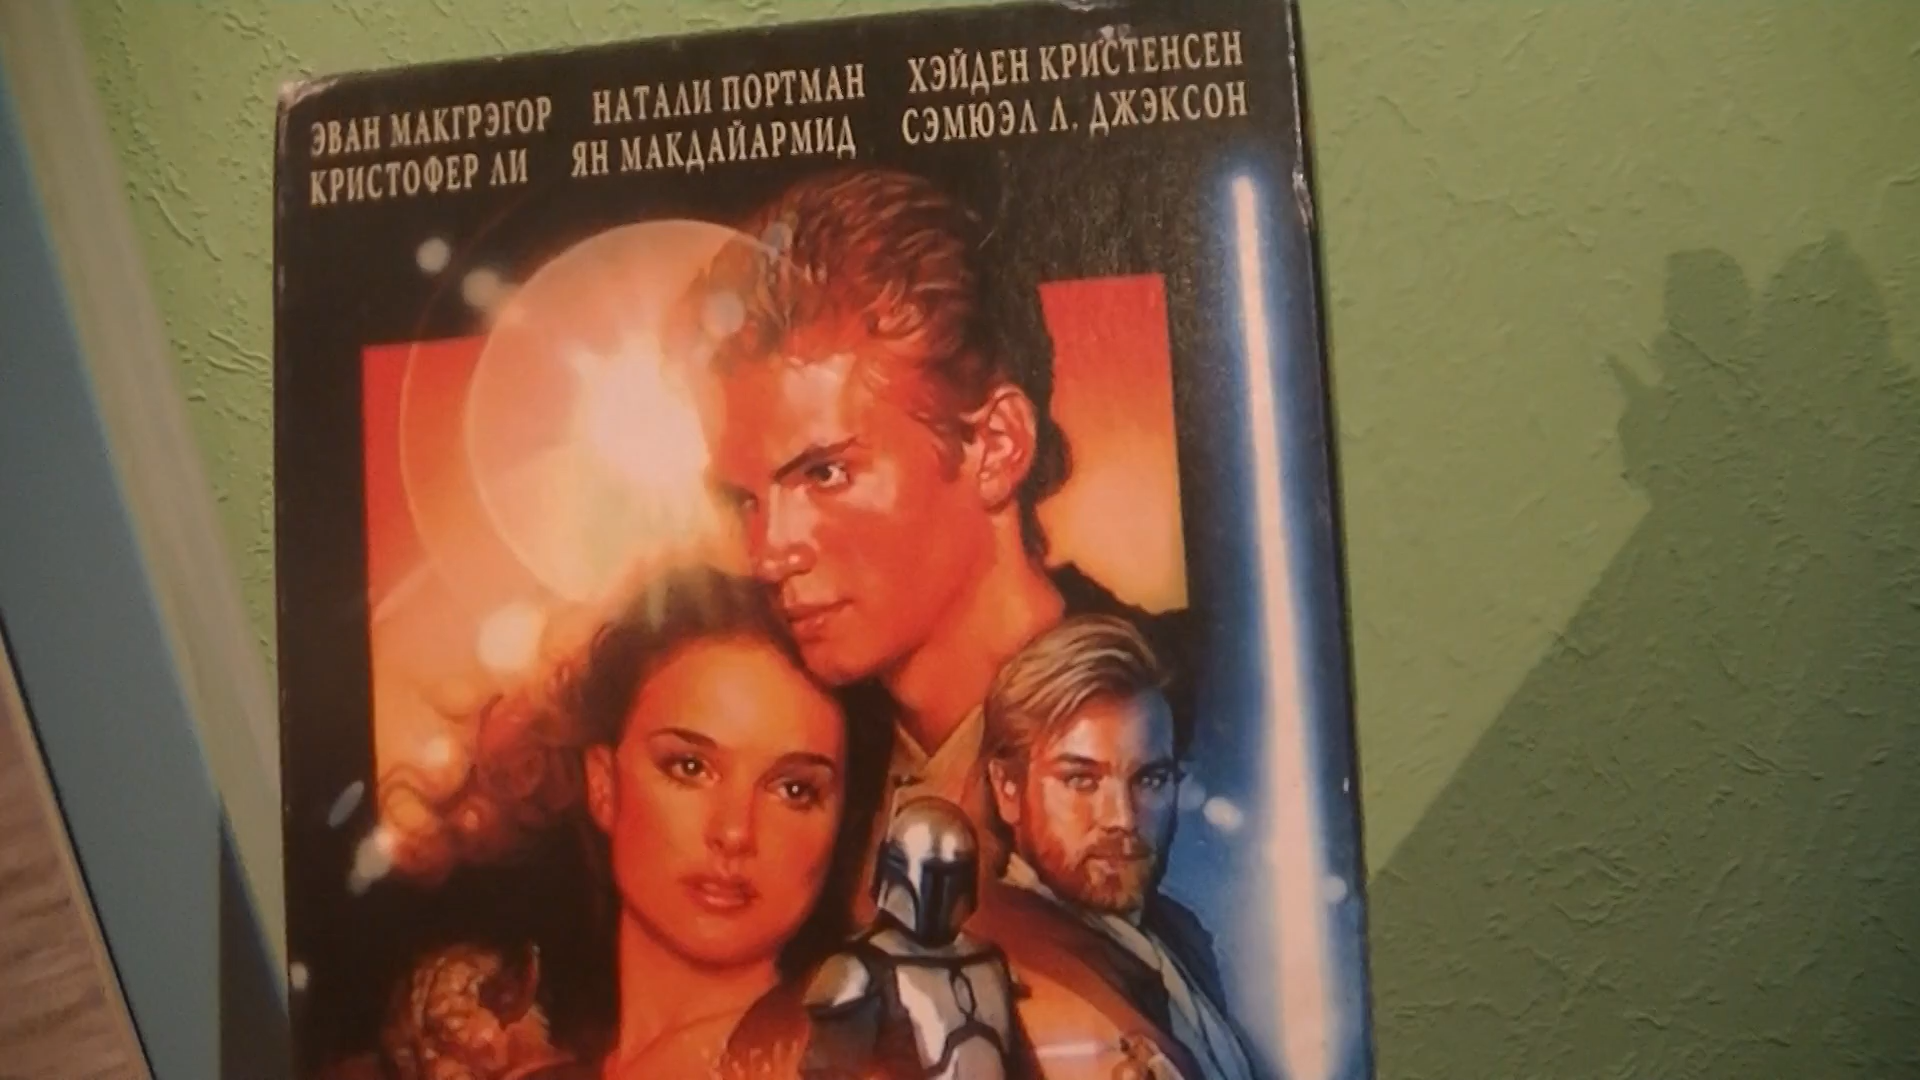 ЭВАН МАКГРЭГОР НАТАЛИ ПОРТМАН ХЭЙДЕН КРИСТЕНСЕН
КРИСТОФЕР ЛИ ЯН МАКДАЙАРМИД СЭМЮЭЛ Л. ДЖЭКСОН